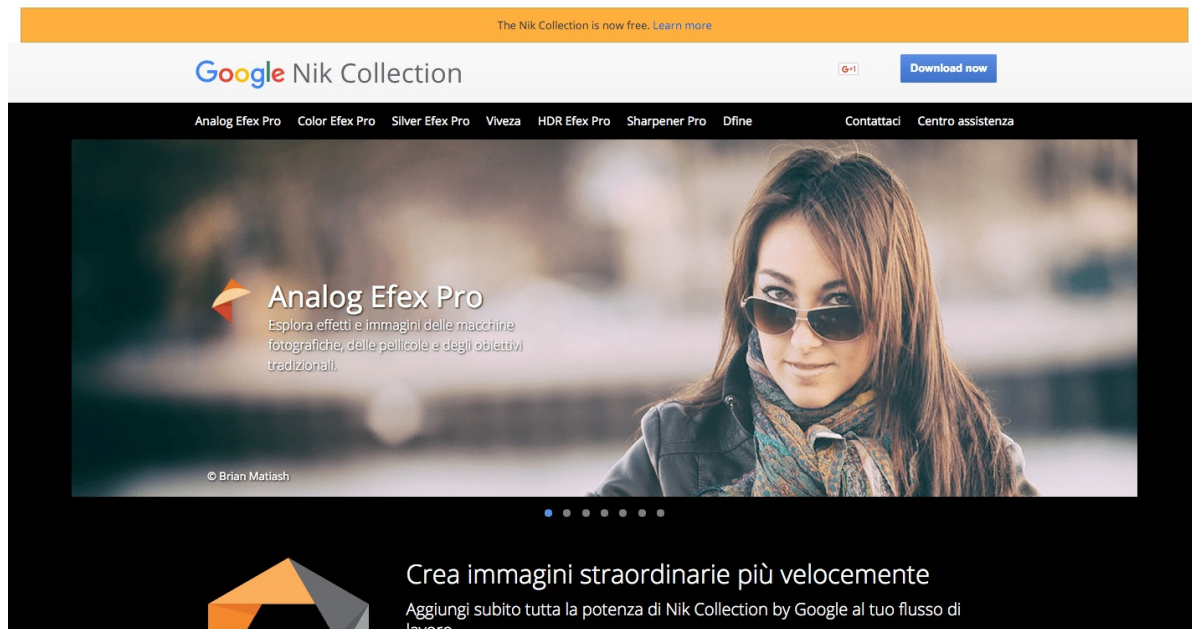 The Nik Collection is now free. Learn more
Google Nik Collection
G+1
Download now
Analog Efex Pro Color Efex Pro Silver Efex Pro Viveza HDR Efex Pro Sharpener Pro Dfine Contattaci Centro assistenza
Analog Efex Pro
Esplora effetti e immagini delle macchine
fotografiche, delle pellicole e degli obiettivi
tradizionali.
© Brian Matiash
Crea immagini straordinarie più velocemente
Aggiungi subito tutta la potenza di Nik Collection by Google al tuo flusso di
lavoro